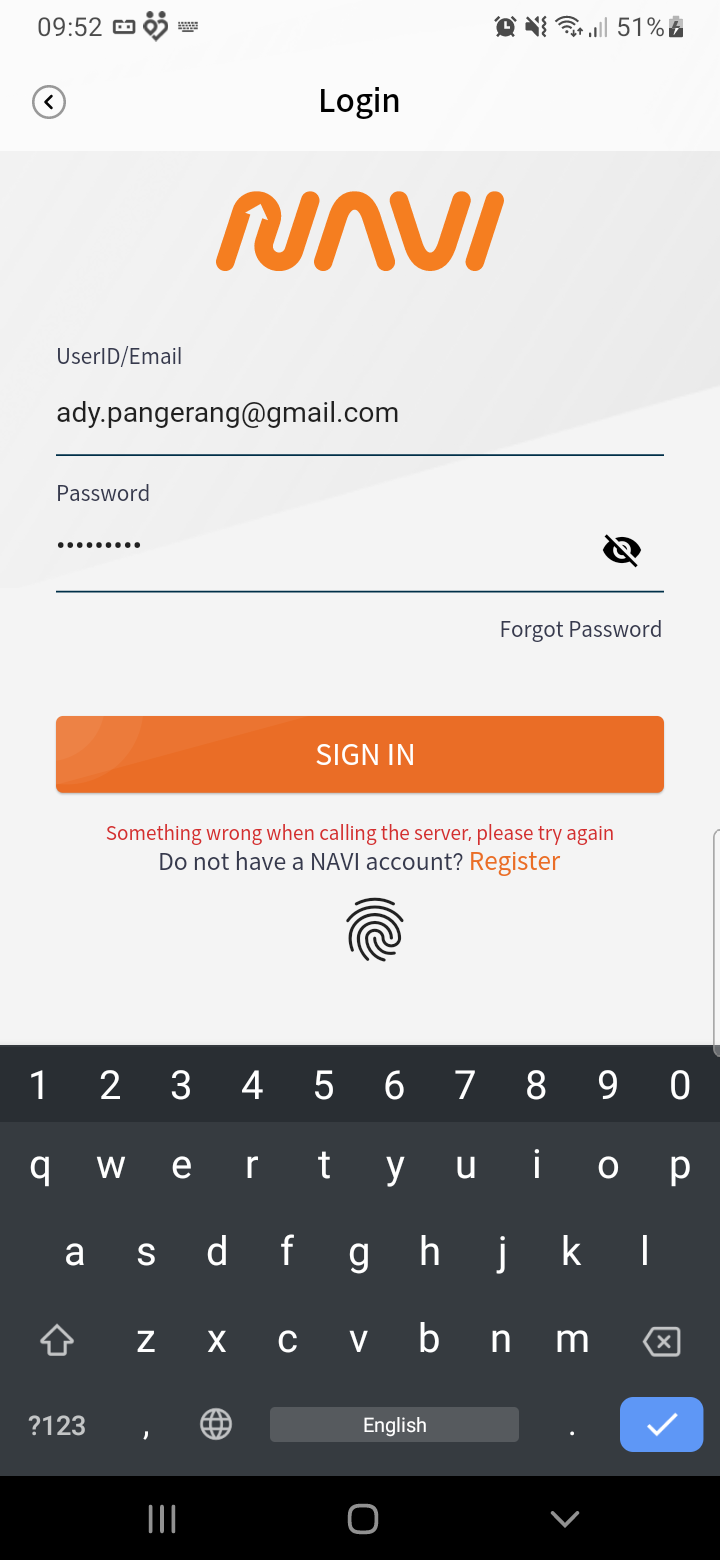 09:52 51%
Login
NAVI
UserID/Email
ady.pangerang@gmail.com
Password
•••••••••
Forgot Password
SIGN IN
Something wrong when calling the server, please try again
Do not have a NAVI account? Register
1 2 3 4 5 6 7 8 9 0
q w e r t y u i o p
a s d f g h j k l
z x c v b n m
?123 , English .